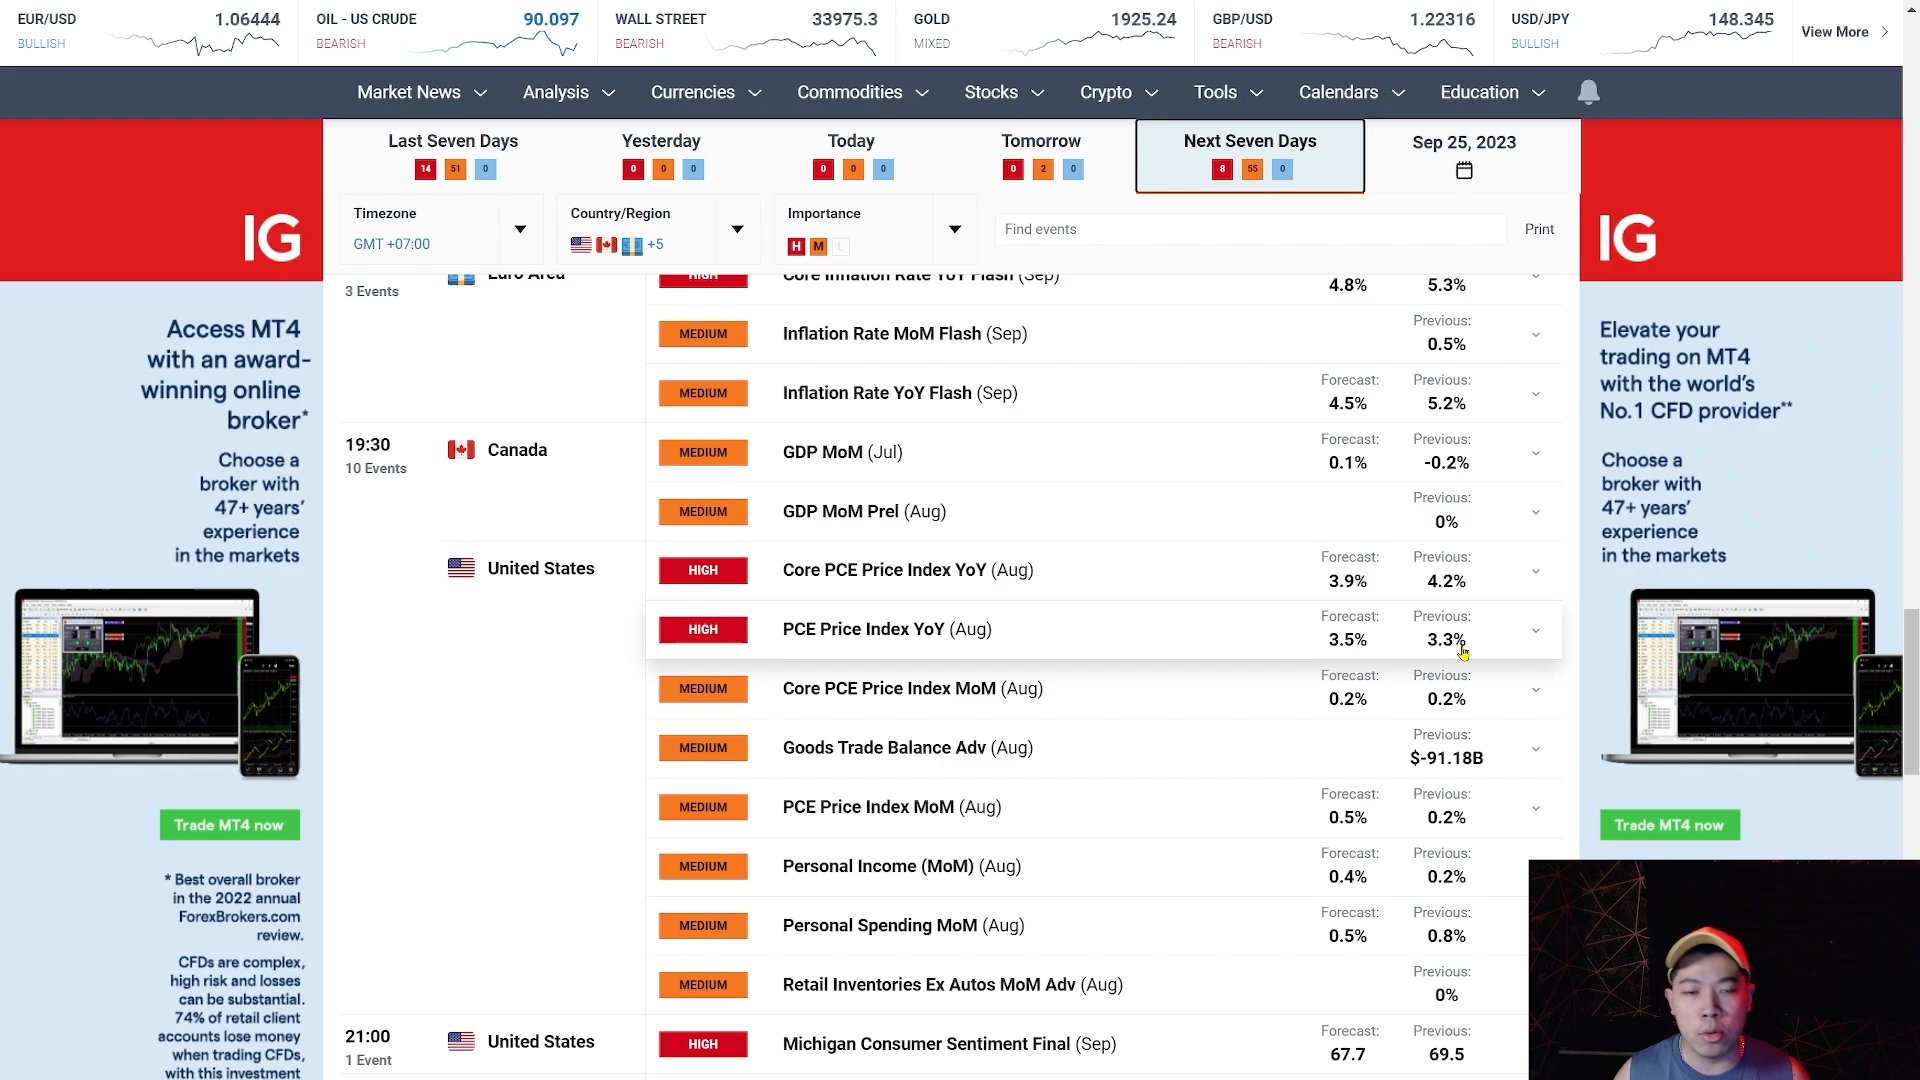 EUR/USD 1.06444
BULLISH
OIL - US CRUDE 90.097
BEARISH
WALL STREET 33975.3
BEARISH
GOLD 1925.24
MIXED
GBP/USD 1.22316
BEARISH
USD/JPY 148.345
BULLISH
View More
Market News Analysis Currencies Commodities Stocks Crypto Tools Calendars Education
Last Seven Days
14 51 0
Yesterday
0 0 0
Today
0 0 0
Tomorrow
0 2 0
Next Seven Days
8 55 0
Sep 25, 2023
Timezone
GMT +07:00
Country/Region
+5
Importance
H M L
Find events
Print
Euro Area
3 Events
HIGH Core Inflation Rate YoY Flash (Sep) 4.8% 5.3%
MEDIUM Inflation Rate MoM Flash (Sep) Previous:
0.5%
MEDIUM Inflation Rate YoY Flash (Sep) Forecast: Previous:
4.5% 5.2%
19:30 Canada
10 Events
MEDIUM GDP MoM (Jul) Forecast: Previous:
0.1% -0.2%
MEDIUM GDP MoM Prel (Aug) Previous:
0%
United States
HIGH Core PCE Price Index YoY (Aug) Forecast: Previous:
3.9% 4.2%
HIGH PCE Price Index YoY (Aug) Forecast: Previous:
3.5% 3.3%
MEDIUM Core PCE Price Index MoM (Aug) Forecast: Previous:
0.2% 0.2%
MEDIUM Goods Trade Balance Adv (Aug) Previous:
$-91.18B
MEDIUM PCE Price Index MoM (Aug) Forecast: Previous:
0.5% 0.2%
MEDIUM Personal Income (MoM) (Aug) Forecast: Previous:
0.4% 0.2%
MEDIUM Personal Spending MoM (Aug) Forecast: Previous:
0.5% 0.8%
MEDIUM Retail Inventories Ex Autos MoM Adv (Aug) Previous:
0%
21:00 United States
1 Event
HIGH Michigan Consumer Sentiment Final (Sep) Forecast: Previous:
67.7 69.5
IG
Access MT4
with an award-
winning online
broker*
Choose a
broker with
47+ years'
experience
in the markets
Trade MT4 now
* Best overall broker
in the 2022 annual
ForexBrokers.com
review.
CFDs are complex,
high risk and losses
can be substantial.
74% of retail client
accounts lose money
when trading CFDs,
with this investment
IG
Elevate your
trading on MT4
with the world's
No.1 CFD provider**
Choose a
broker with
47+ years'
experience
in the markets
Trade MT4 now